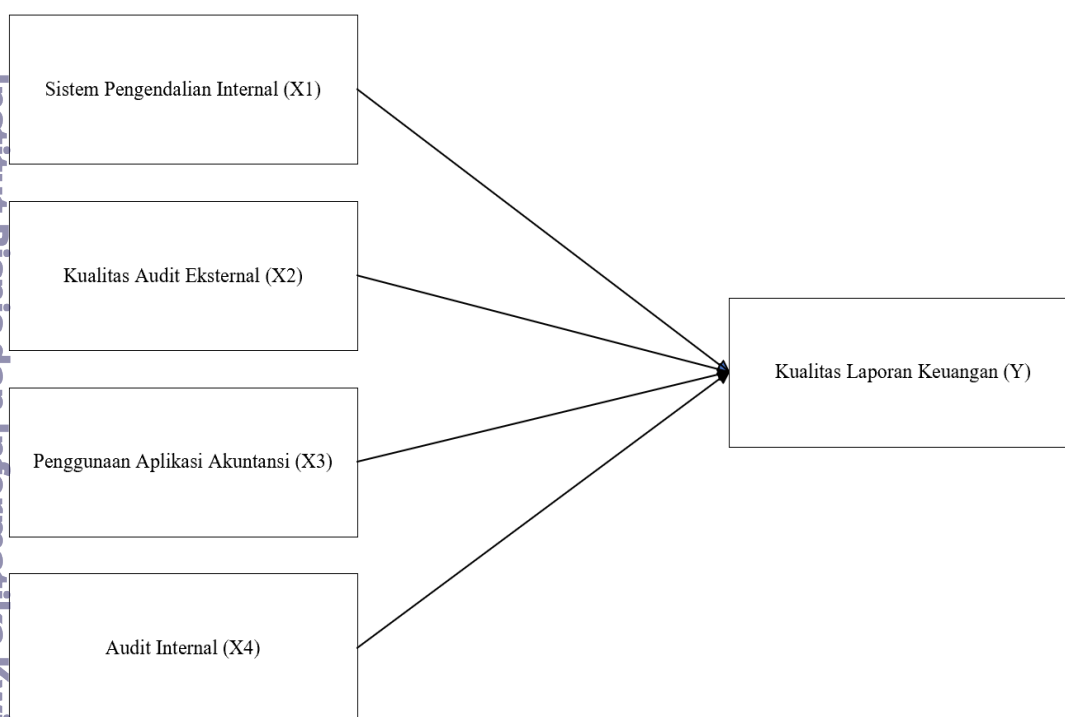 Sistem Pengendalian Internal (X1)
Kualitas Audit Eksternal (X2)
Penggunaan Aplikasi Akuntansi (X3)
Audit Internal (X4)
Kualitas Laporan Keuangan (Y)